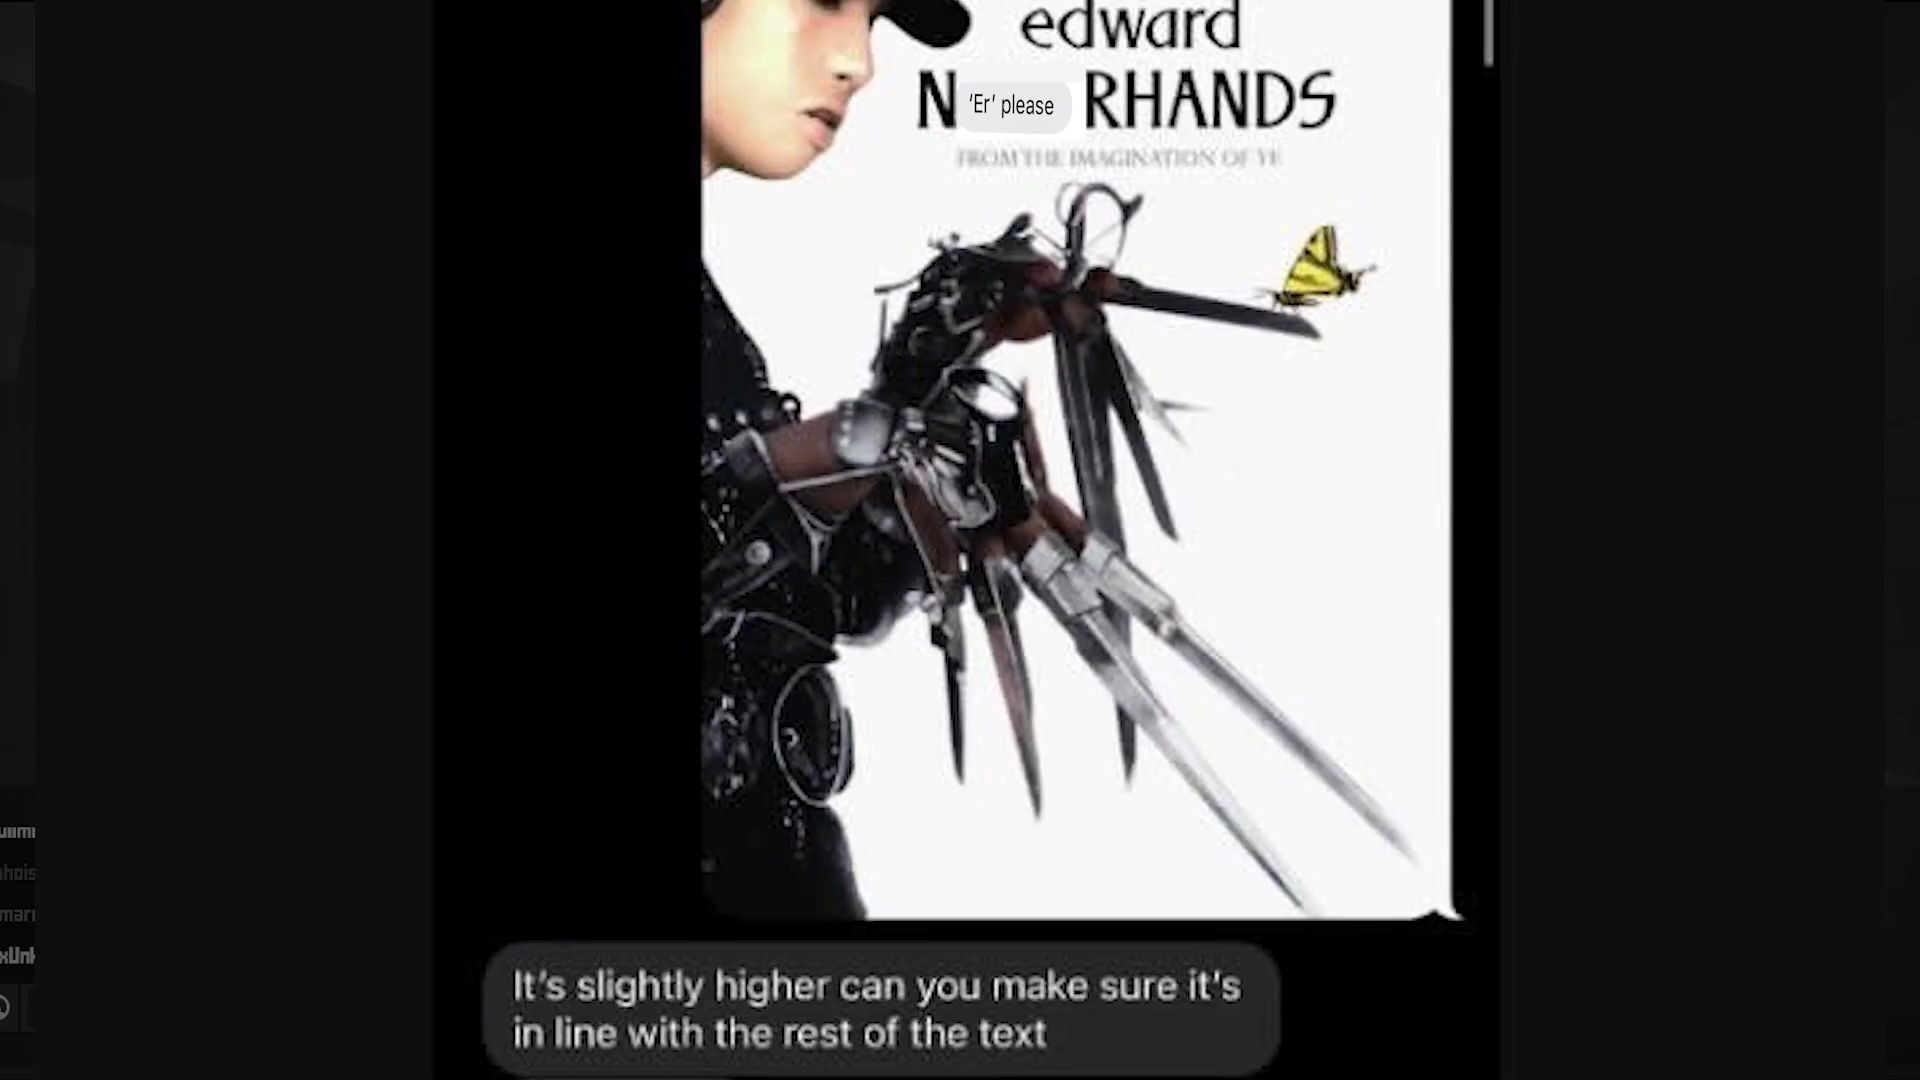 edward
N 'Er' please RHANDS
FROM THE IMAGINATION OF YE
It's slightly higher can you make sure it's
in line with the rest of the text